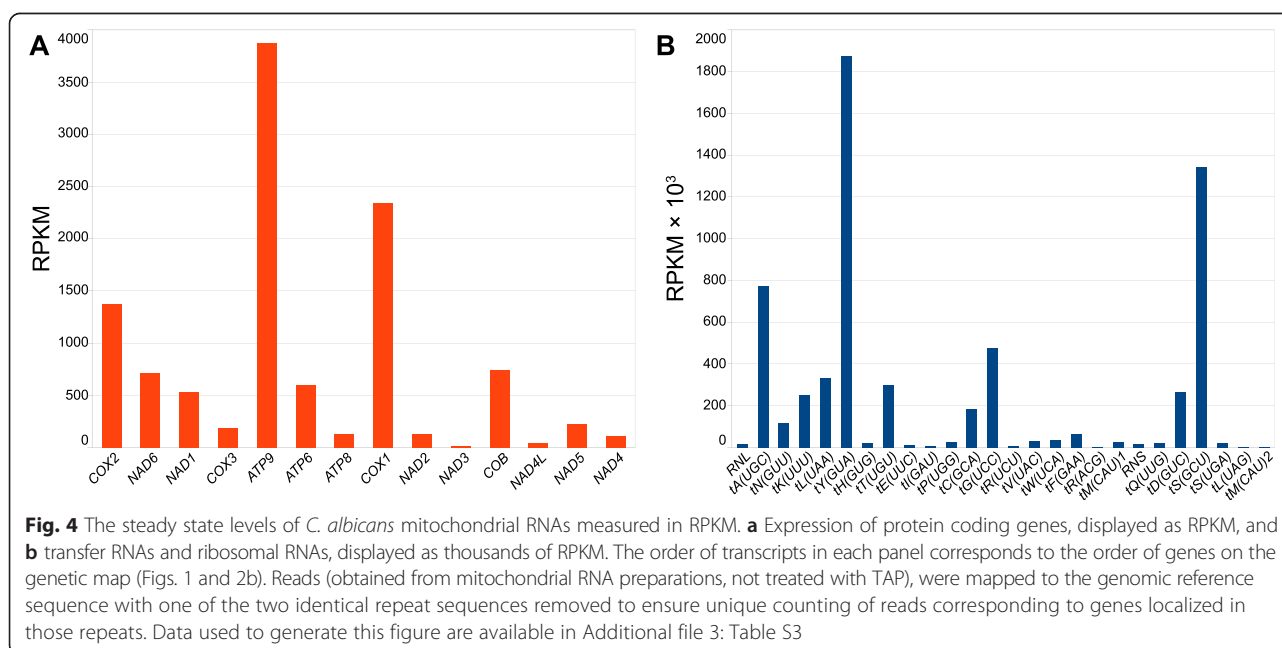 A
4000
3500
3000
2500
2000
1500
1000
500
0
RPKM
COX2 NAD6 NAD1 COX3 ATP9 ATP6 ATP8 COX1 NAD2 NAD3 COB NAD4L NAD5 NAD4
B
2000
1800
1600
1400
1200
1000
800
600
400
200
0
RPKM × 10³
RNL tA(UGC) tN(GUU) tK(UUU) tL(UAA) tY(GUA) tH(GUG) tT(UGU) tE(UUC) tI(GAU) tP(UGG) tC(GCA) tG(UCC) tR(UCU) tV(UAC) tW(UCA) tF(GAA) tR(ACG) tM(CAU)1 RNS tQ(UUG) tD(GUC) tS(GCU) tS(UGA) tL(UAG) tM(CAU)2
Fig. 4 The steady state levels of C. albicans mitochondrial RNAs measured in RPKM. a Expression of protein coding genes, displayed as RPKM, and
b transfer RNAs and ribosomal RNAs, displayed as thousands of RPKM. The order of transcripts in each panel corresponds to the order of genes on the
genetic map (Figs. 1 and 2b). Reads (obtained from mitochondrial RNA preparations, not treated with TAP), were mapped to the genomic reference
sequence with one of the two identical repeat sequences removed to ensure unique counting of reads corresponding to genes localized in
those repeats. Data used to generate this figure are available in Additional file 3: Table S3